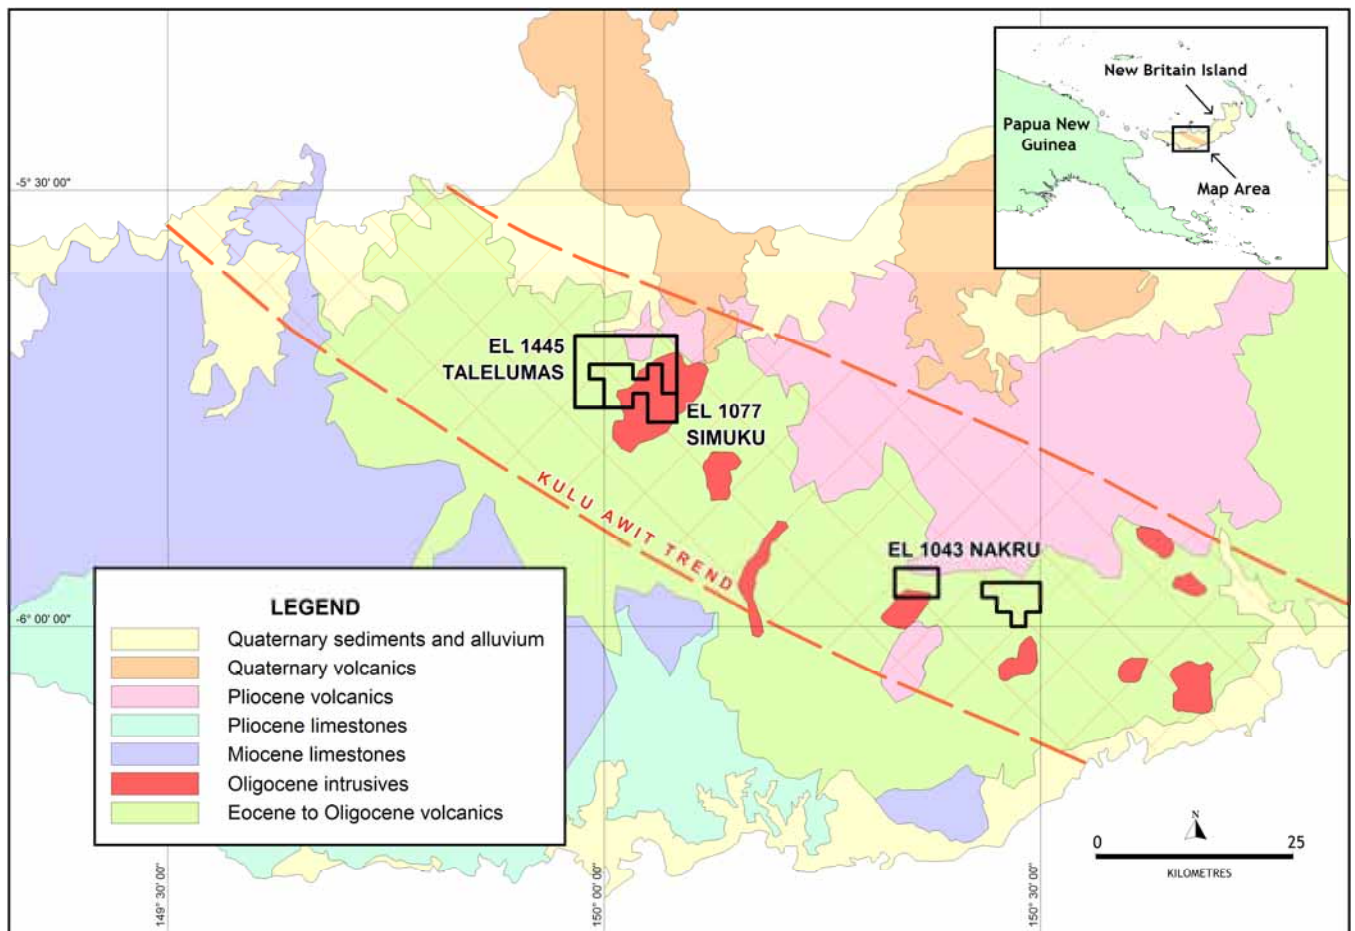 New Britain Island
Papua New
Guinea
Map Area
-5° 30' 00"
EL 1445
TALELUMAS
EL 1077
SIMUKU
KULU AWIT TREND
EL 1043 NAKRU
-6° 00' 00"
LEGEND
Quaternary sediments and alluvium
Quaternary volcanics
Pliocene volcanics
Pliocene limestones
Miocene limestones
Oligocene intrusives
Eocene to Oligocene volcanics
N
0 25
KILOMETRES
149° 30' 00"
150° 00' 00"
150° 30' 00"